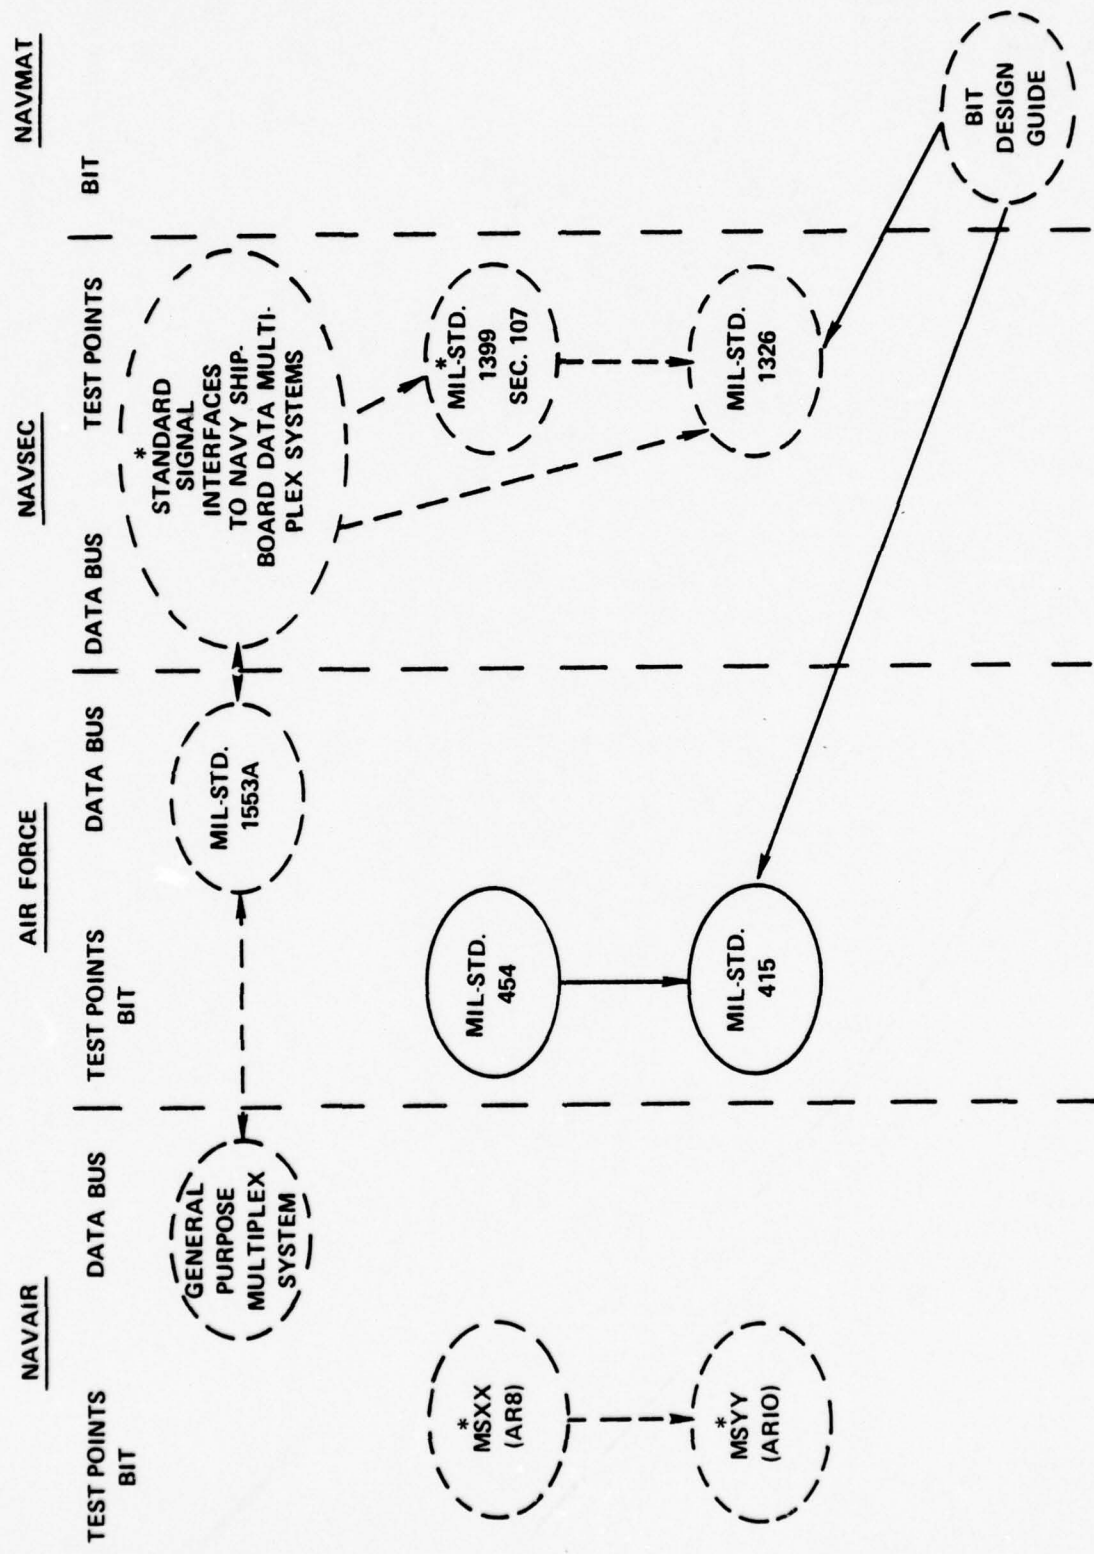 NAVAIR
AIR FORCE
NAVSEC
NAVMAT
TEST POINTS
BIT
DATA BUS
TEST POINTS
BIT
DATA BUS
DATA BUS
TEST POINTS
BIT
GENERAL
PURPOSE
MULTIPLEX
SYSTEM
MIL-STD.
1553A
*
STANDARD
SIGNAL
INTERFACES
TO NAVY SHIP-
BOARD DATA MULTI-
PLEX SYSTEMS
*
MSXX
(AR8)
MIL-STD.
454
*
MIL-STD.
1399
SEC. 107
*
MSYY
(AR10)
MIL-STD.
415
MIL-STD.
1326
BIT
DESIGN
GUIDE